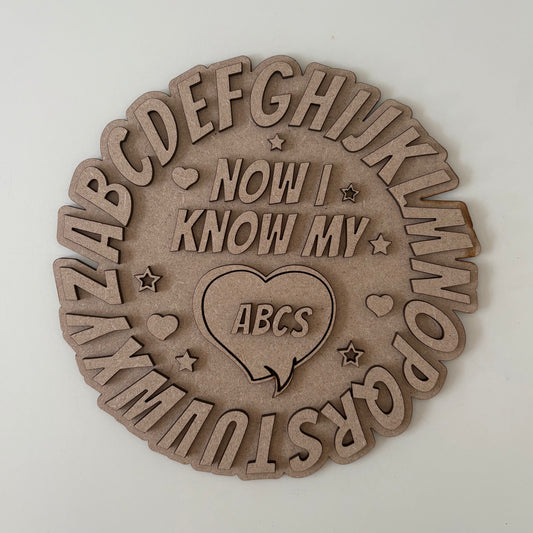 ABCDEFGHIJKLMNOPQRSTUVWXYZ
NOW I
KNOW MY
ABCS